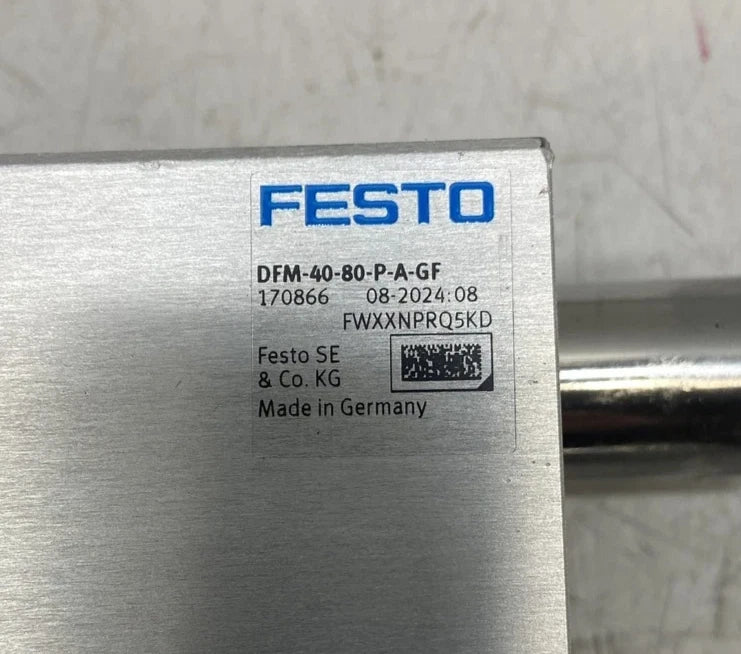 FESTO
DFM-40-80-P-A-GF
170866 08-2024:08
FWXXNPRQ5KD
Festo SE
& Co. KG
Made in Germany